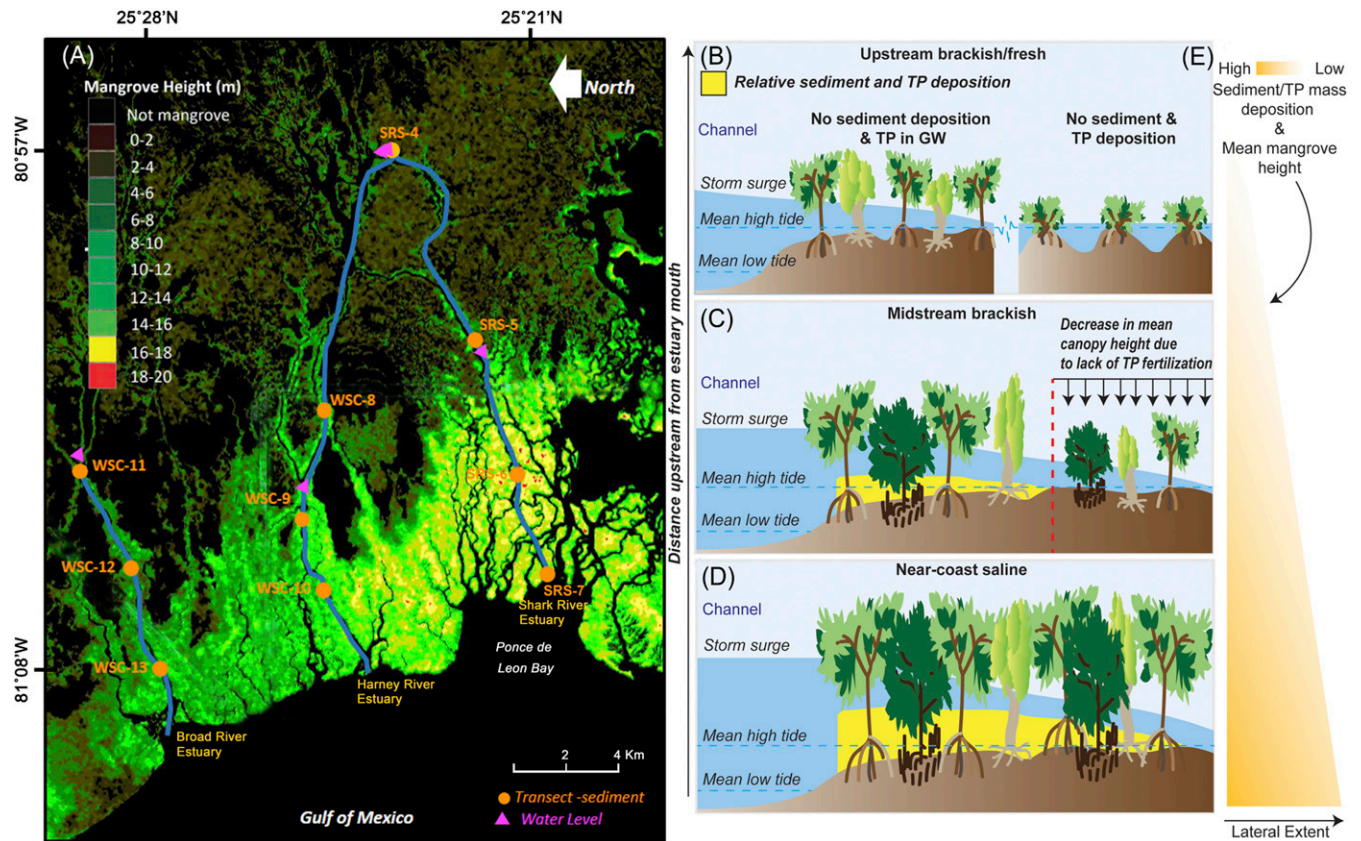 25°28’N
25°21’N
80°57’W
81°08’W
(A)
Mangrove Height (m)
Not mangrove
0-2
2-4
4-6
6-8
8-10
10-12
12-14
14-16
16-18
18-20
North
SRS-4
SRS-5
WSC-8
WSC-11
WSC-9
WSC-12
WSC-10
SRS-7
Shark River
Estuary
WSC-13
Ponce de
Leon Bay
Harney River
Estuary
Broad River
Estuary
2
4 Km
Transect -sediment
Water Level
Gulf of Mexico
Distance upstream from estuary mouth
(B)
Upstream brackish/fresh
Relative sediment and TP deposition
Channel
No sediment deposition
& TP in GW
No sediment &
TP deposition
Storm surge
Mean high tide
Mean low tide
(C)
Midstream brackish
Decrease in mean
canopy height due
to lack of TP fertilization
Channel
Storm surge
Mean high tide
Mean low tide
(D)
Near-coast saline
Channel
Storm surge
Mean high tide
Mean low tide
(E)
High
Low
Sediment/TP mass
deposition
&
Mean mangrove
height
Lateral Extent